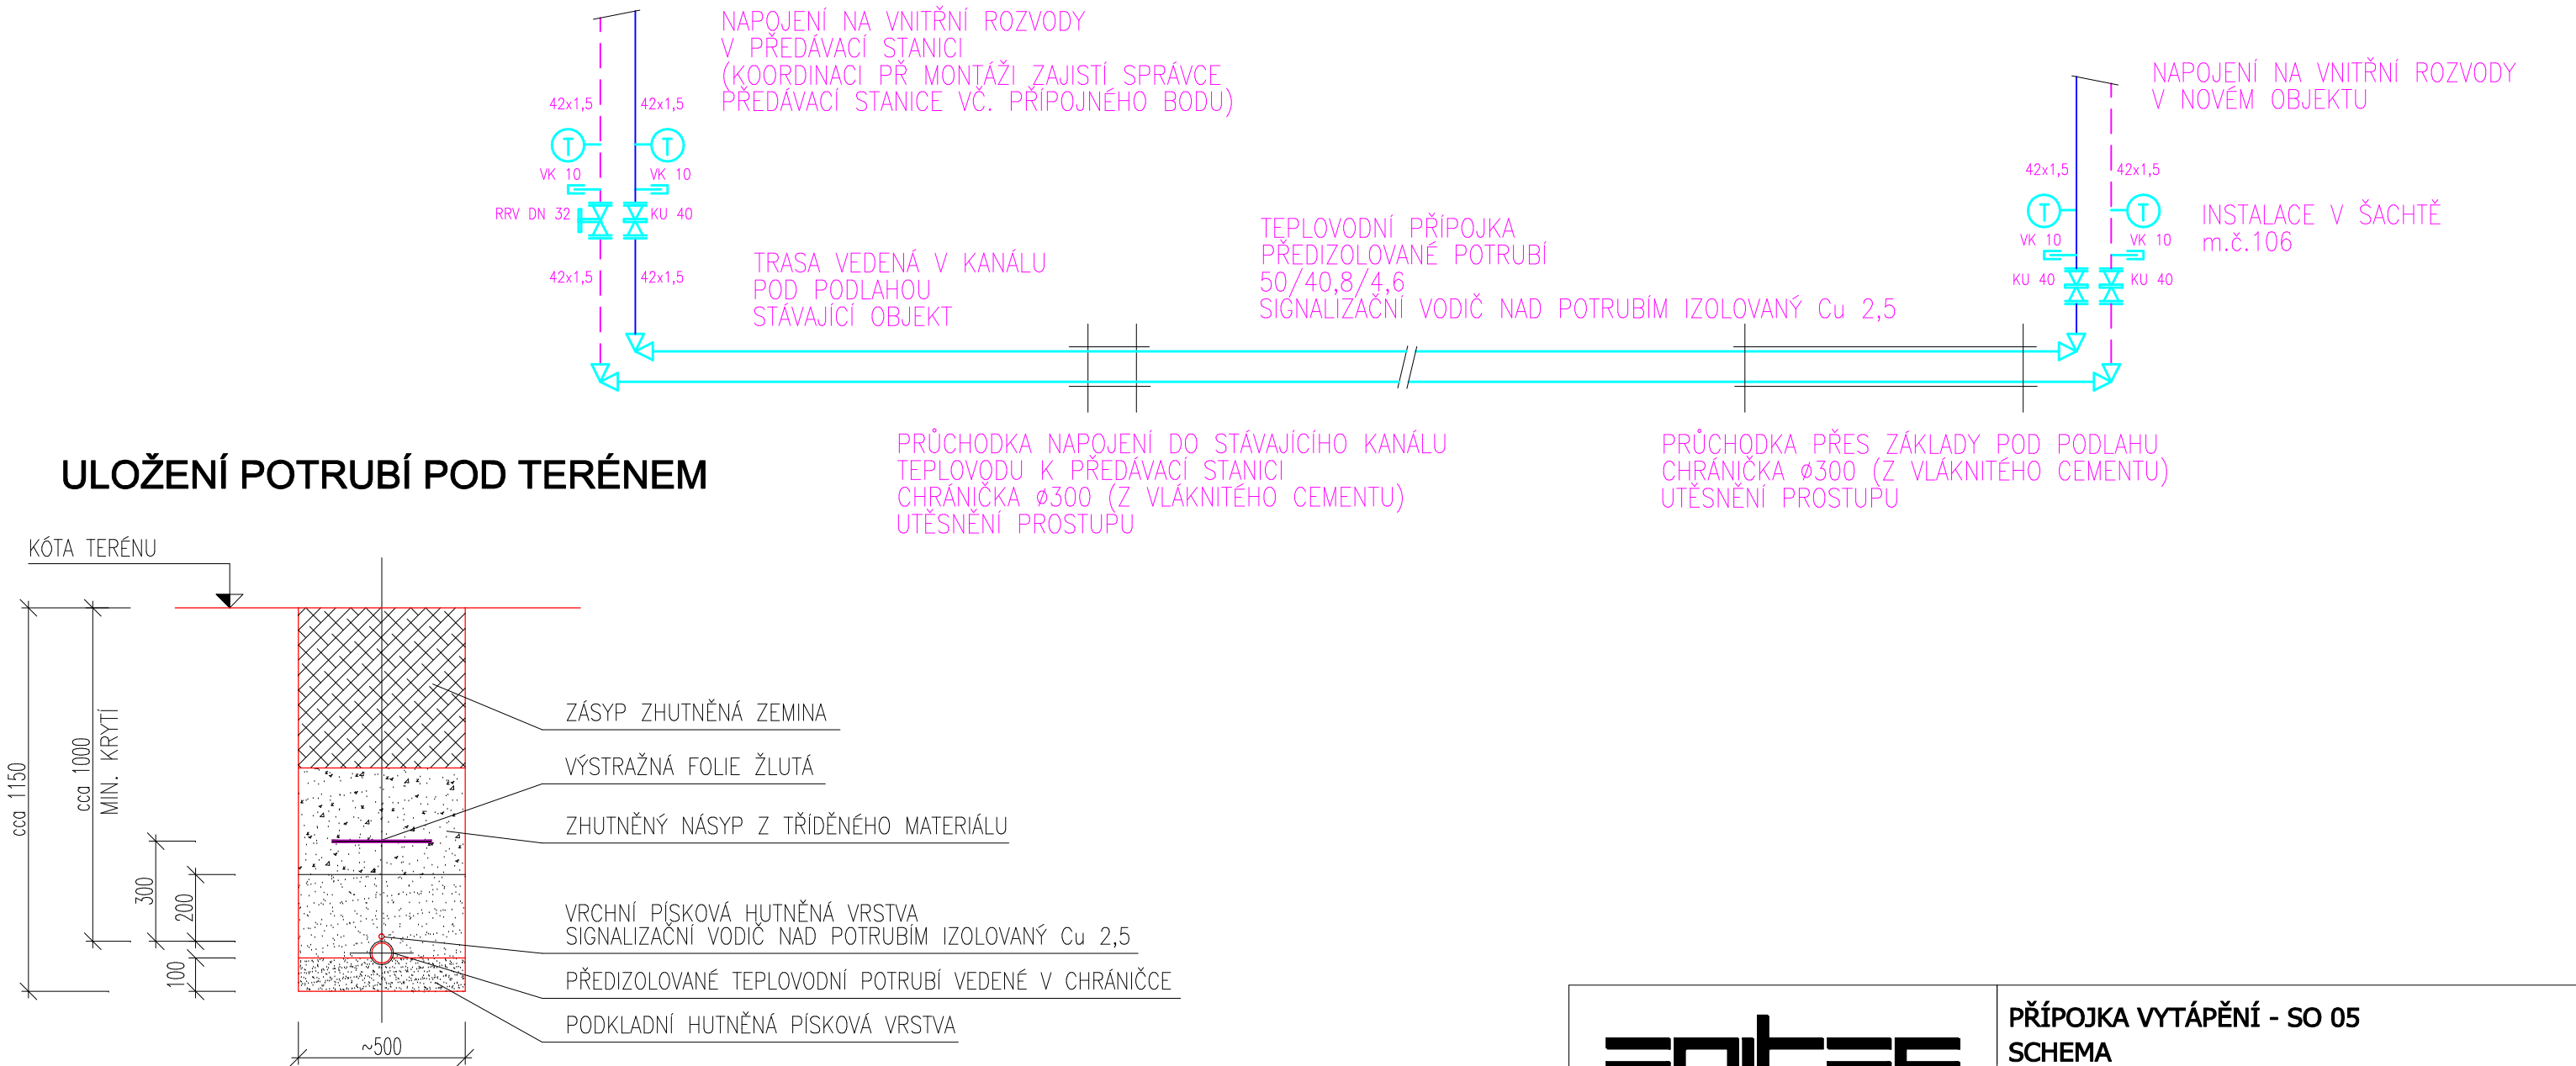 NAPOJENÍ NA VNITŘNÍ ROZVODY
V PŘEDÁVACÍ STANICI
(KOORDINACI PŘ MONTÁŽI ZAJISTÍ SPRÁVCE
PŘEDÁVACÍ STANICE VČ. PŘÍPOJNÉHO BODU)
42x1,5
42x1,5
T
T
VK 10
VK 10
RRV DN 32
KU 40
42x1,5
42x1,5
TRASA VEDENÁ V KANÁLU
POD PODLAHOU
STÁVAJÍCÍ OBJEKT
TEPLOVODNÍ PŘÍPOJKA
PŘEDIZOLOVANÉ POTRUBÍ
50/40,8/4,6
SIGNALIZAČNÍ VODIČ NAD POTRUBÍM IZOLOVANÝ Cu 2,5
NAPOJENÍ NA VNITŘNÍ ROZVODY
V NOVÉM OBJEKTU
42x1,5
42x1,5
T
T
VK 10
VK 10
KU 40
KU 40
INSTALACE V ŠACHTĚ
m.č.106
PRŮCHODKA NAPOJENÍ DO STÁVAJÍCÍHO KANÁLU
TEPLOVODU K PŘEDÁVACÍ STANICI
CHRÁNIČKA ø300 (Z VLÁKNITÉHO CEMENTU)
UTĚSNĚNÍ PROSTUPU
PRŮCHODKA PŘES ZÁKLADY POD PODLAHU
CHRÁNIČKA ø300 (Z VLÁKNITÉHO CEMENTU)
UTĚSNĚNÍ PROSTUPU
ULOŽENÍ POTRUBÍ POD TERÉNEM
KÓTA TERÉNU
cca 1150
cca 1000
MIN. KRYTÍ
300
200
100
~500
ZÁSYP ZHUTNĚNÁ ZEMINA
VÝSTRAŽNÁ FOLIE ŽLUTÁ
ZHUTNĚNÝ NÁSYP Z TŘÍDĚNÉHO MATERIÁLU
VRCHNÍ PÍSKOVÁ HUTNĚNÁ VRSTVA
SIGNALIZAČNÍ VODIČ NAD POTRUBÍM IZOLOVANÝ Cu 2,5
PŘEDIZOLOVANÉ TEPLOVODNÍ POTRUBÍ VEDENÉ V CHRÁNIČCE
PODKLADNÍ HUTNĚNÁ PÍSKOVÁ VRSTVA
PŘÍPOJKA VYTÁPĚNÍ - SO 05
SCHEMA